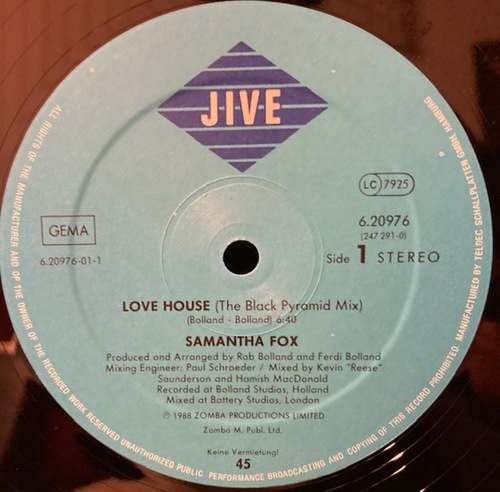 J·I·V·E
LC 7925
GEMA
6.20976
(247 291-0)
6.20976-01-1
Side 1 STEREO
LOVE HOUSE (The Black Pyramid Mix)
(Bolland - Bolland) 6:40
SAMANTHA FOX
Produced and Arranged by Rob Bolland and Ferdi Bolland
Mixing Engineer: Paul Schroeder / Mixed by Kevin "Reese"
Saunderson and Hamish MacDonald
Recorded at Bolland Studios, Holland
Mixed at Battery Studios, London
℗ 1988 ZOMBA PRODUCTIONS LIMITED
Zomba M. Publ. Ltd.
Keine Vermietung!
45
ALL RIGHTS OF THE MANUFACTURER AND OF THE OWNER OF THE RECORDED WORK RESERVED UNAUTHORIZED PUBLIC PERFORMANCE BROADCASTING AND COPYING OF THIS RECORD PROHIBITED. MANUFACTURED BY TELDEC SCHALLPLATTEN GMBH, HAMBURG